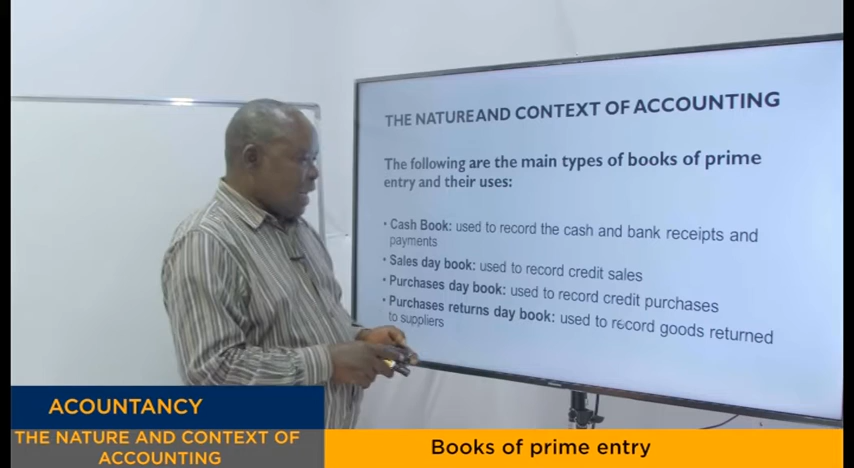 THE NATURE AND CONTEXT OF ACCOUNTING
The following are the main types of books of prime
entry and their uses:
• Cash Book: used to record the cash and bank receipts and
payments
• Sales day book: used to record credit sales
• Purchases day book: used to record credit purchases
• Purchases returns day book: used to record goods returned
to suppliers
ACOUNTANCY
THE NATURE AND CONTEXT OF
ACCOUNTING
Books of prime entry